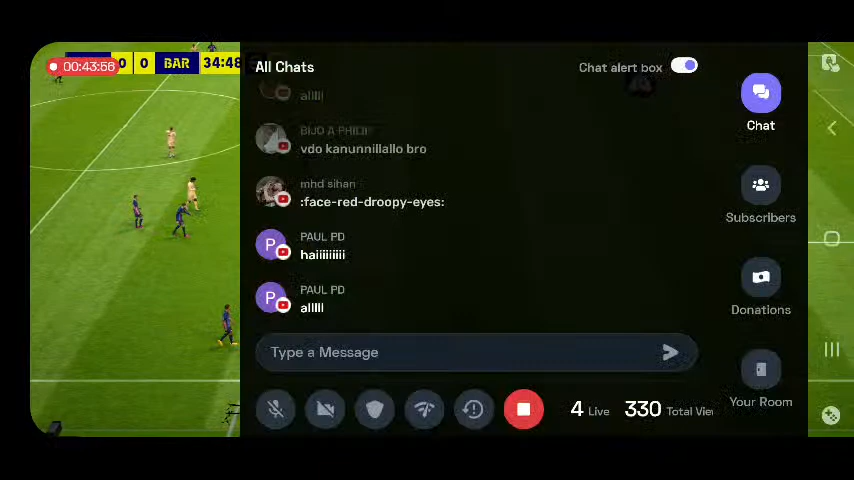 00:43:56
0 0 BAR 34:48
All Chats
Chat alert box
alllll
BIJO A PHILIP
vdo kanunnillallo bro
mhd sihan
:face-red-droopy-eyes:
PAUL PD
haiiiiiiiii
PAUL PD
alllll
Type a Message
4 Live 330 Total Vie
Chat
Subscribers
Donations
Your Room